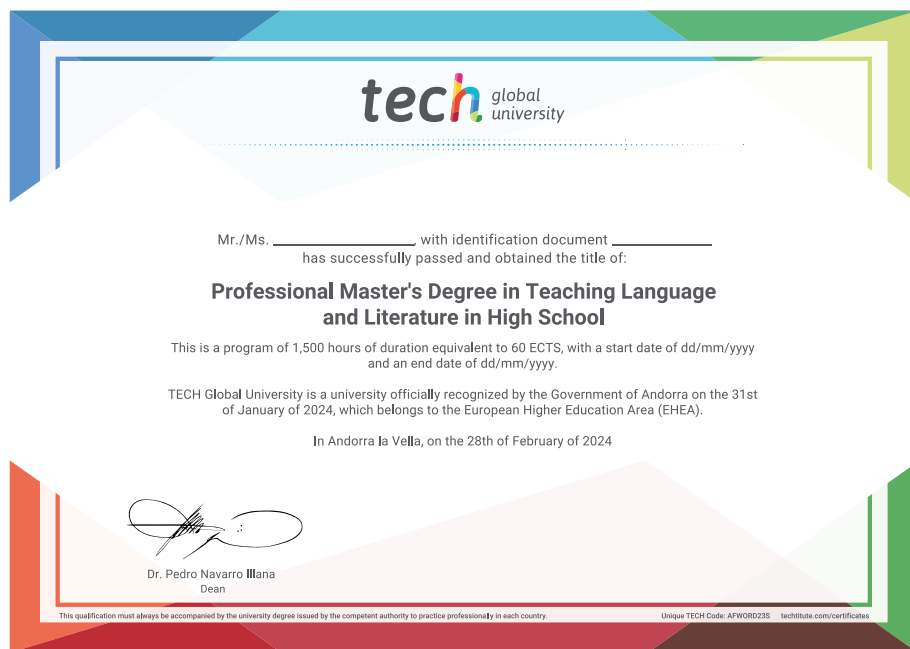 tech global university
Mr./Ms. ____________, with identification document ____________
has successfully passed and obtained the title of:
Professional Master's Degree in Teaching Language
and Literature in High School
This is a program of 1,500 hours of duration equivalent to 60 ECTS, with a start date of dd/mm/yyyy
and an end date of dd/mm/yyyy.
TECH Global University is a university officially recognized by the Government of Andorra on the 31st
of January of 2024, which belongs to the European Higher Education Area (EHEA).
In Andorra la Vella, on the 28th of February of 2024
Dr. Pedro Navarro Illana
Dean
This qualification must always be accompanied by the university degree issued by the competent authority to practice professionally in each country.
Unique TECH Code: AFWORD23S techtitute.com/certificates